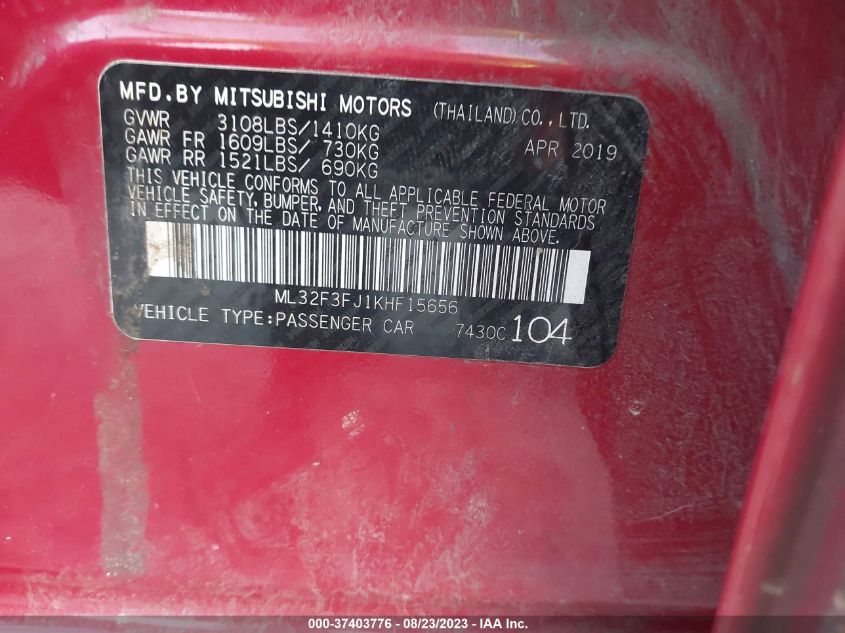 MFD.BY MITSUBISHI MOTORS (THAILAND) CO., LTD.
GVWR 3108LBS/1410KG
GAWR FR 1609LBS/ 730KG APR 2019
GAWR RR 1521LBS/ 690KG
THIS VEHICLE CONFORMS TO ALL APPLICABLE FEDERAL MOTOR
VEHICLE SAFETY, BUMPER, AND THEFT PREVENTION STANDARDS
IN EFFECT ON THE DATE OF MANUFACTURE SHOWN ABOVE.
ML32F3FJ1KHF15656
VEHICLE TYPE:PASSENGER CAR 7430C 104
000-37403776 - 08/23/2023 - IAA Inc.